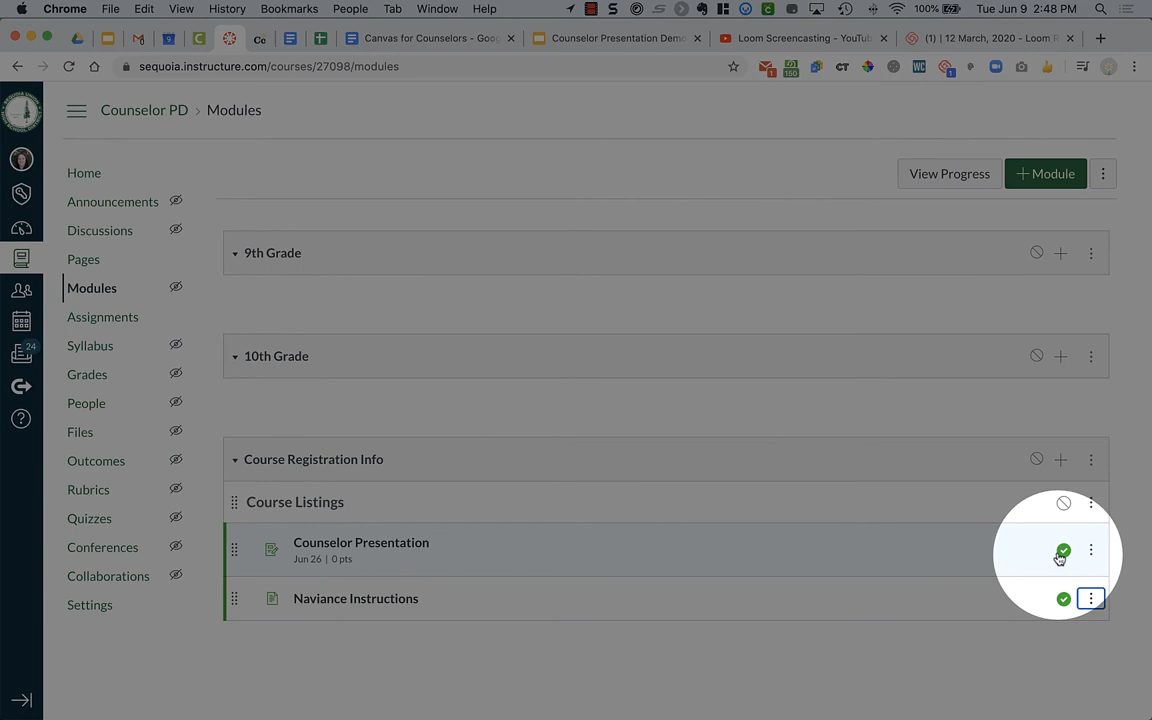 Chrome File Edit View History Bookmarks People Tab Window Help 100% Tue Jun 9 2:48 PM
Canvas for Counselors - Goo
Counselor Presentation Demo
Loom Screencasting - YouTub
(1) | 12 March, 2020 - Loom F
sequoia.instructure.com/courses/27098/modules
Counselor PD › Modules
Home
View Progress
+ Module
Announcements
Discussions
Pages
9th Grade
Modules
Assignments
Syllabus
24
10th Grade
Grades
People
Files
Outcomes
Course Registration Info
Rubrics
Course Listings
Quizzes
Conferences
Counselor Presentation
Jun 26 | 0 pts
Collaborations
Settings
Naviance Instructions